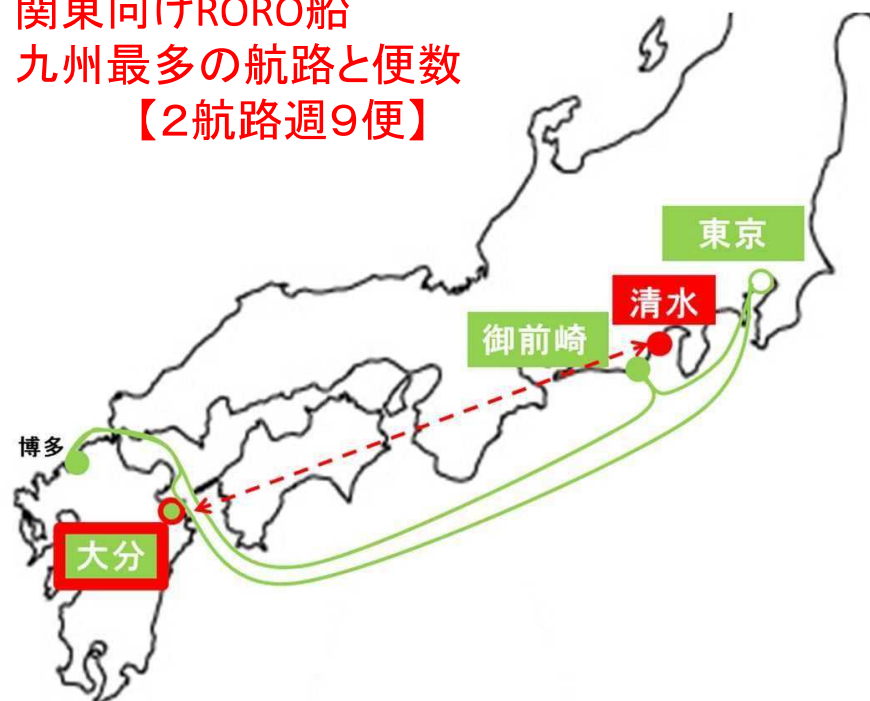 関東向けRORO船
九州最多の航路と便数
【２航路週９便】
東京
清水
御前崎
博多
大分